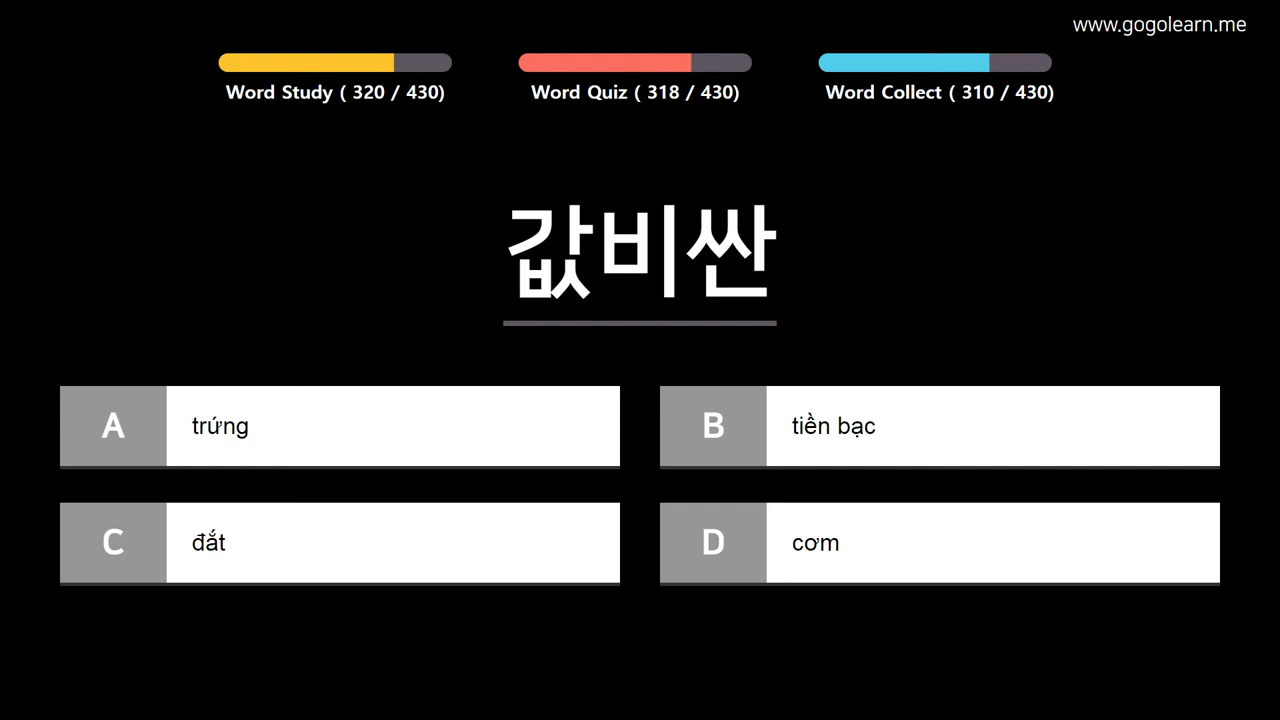 www.gogolearn.me
Word Study ( 320 / 430)
Word Quiz ( 318 / 430)
Word Collect ( 310 / 430)
값비싼
A trứng
B tiền bạc
C đắt
D cơm